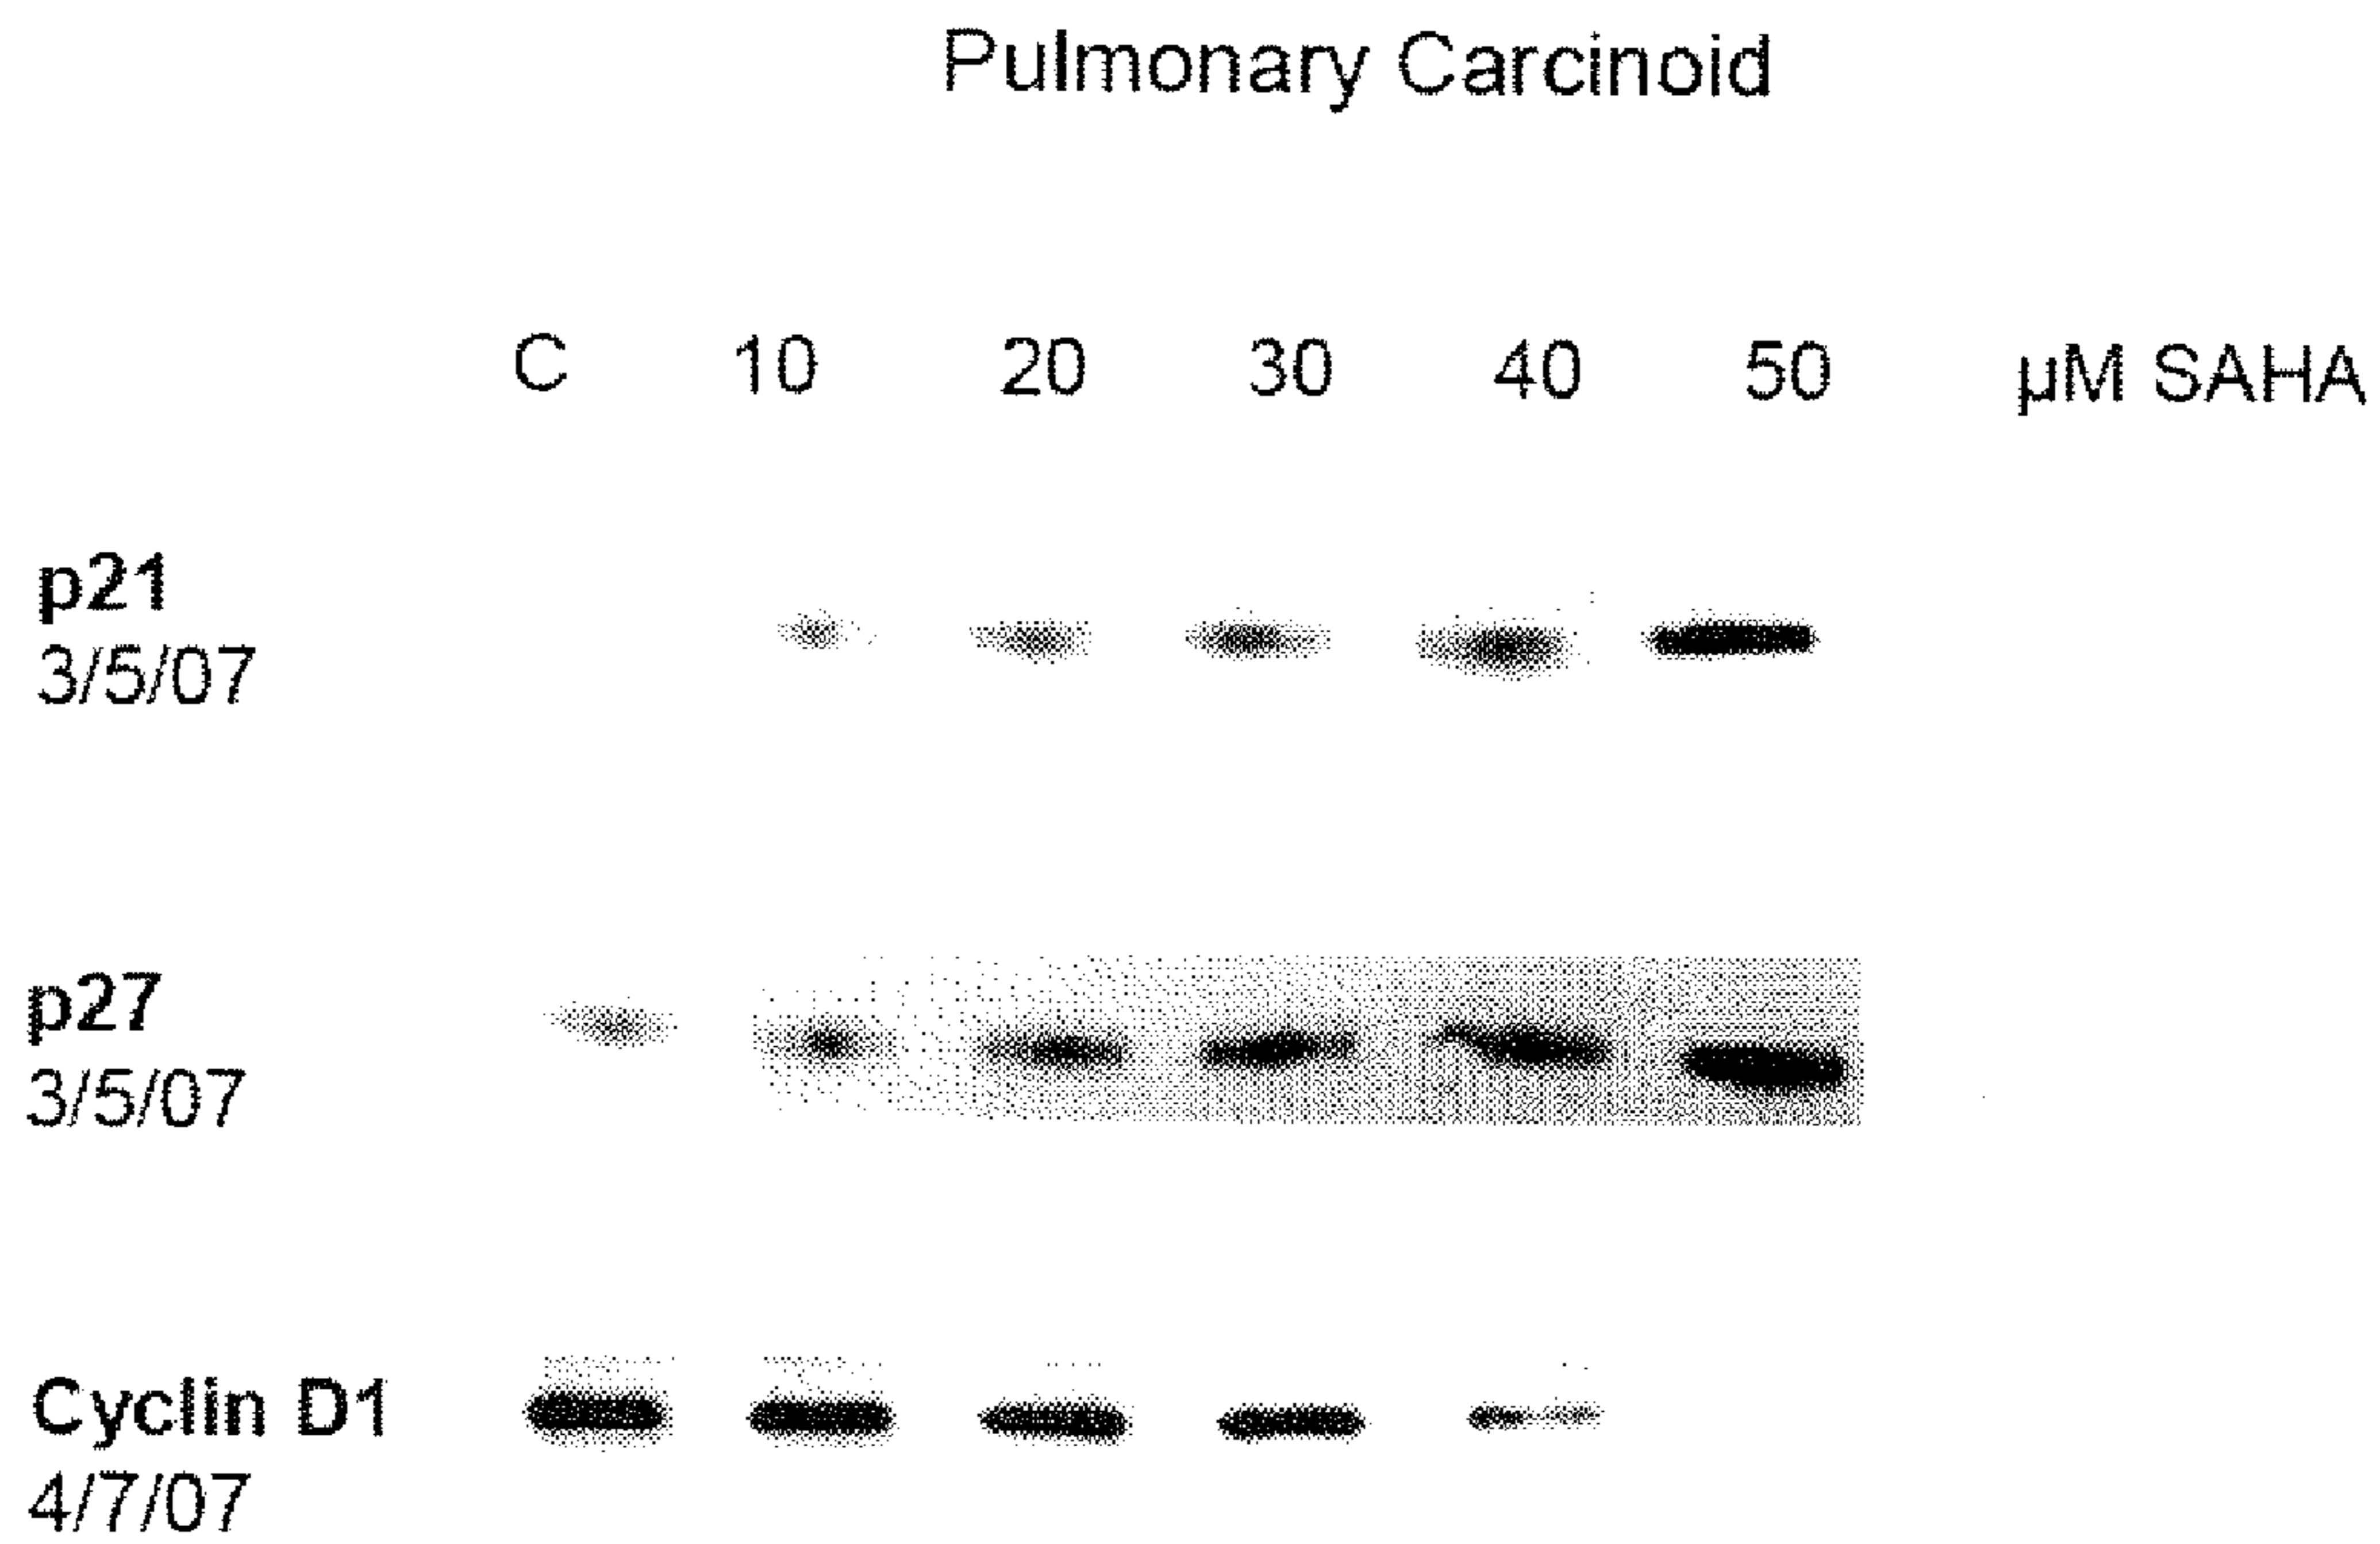 Pulmonary Carcinoid
C 10 20 30 40 50 µM SAHA
p21
3/5/07
p27
3/5/07
Cyclin D1
4/7/07